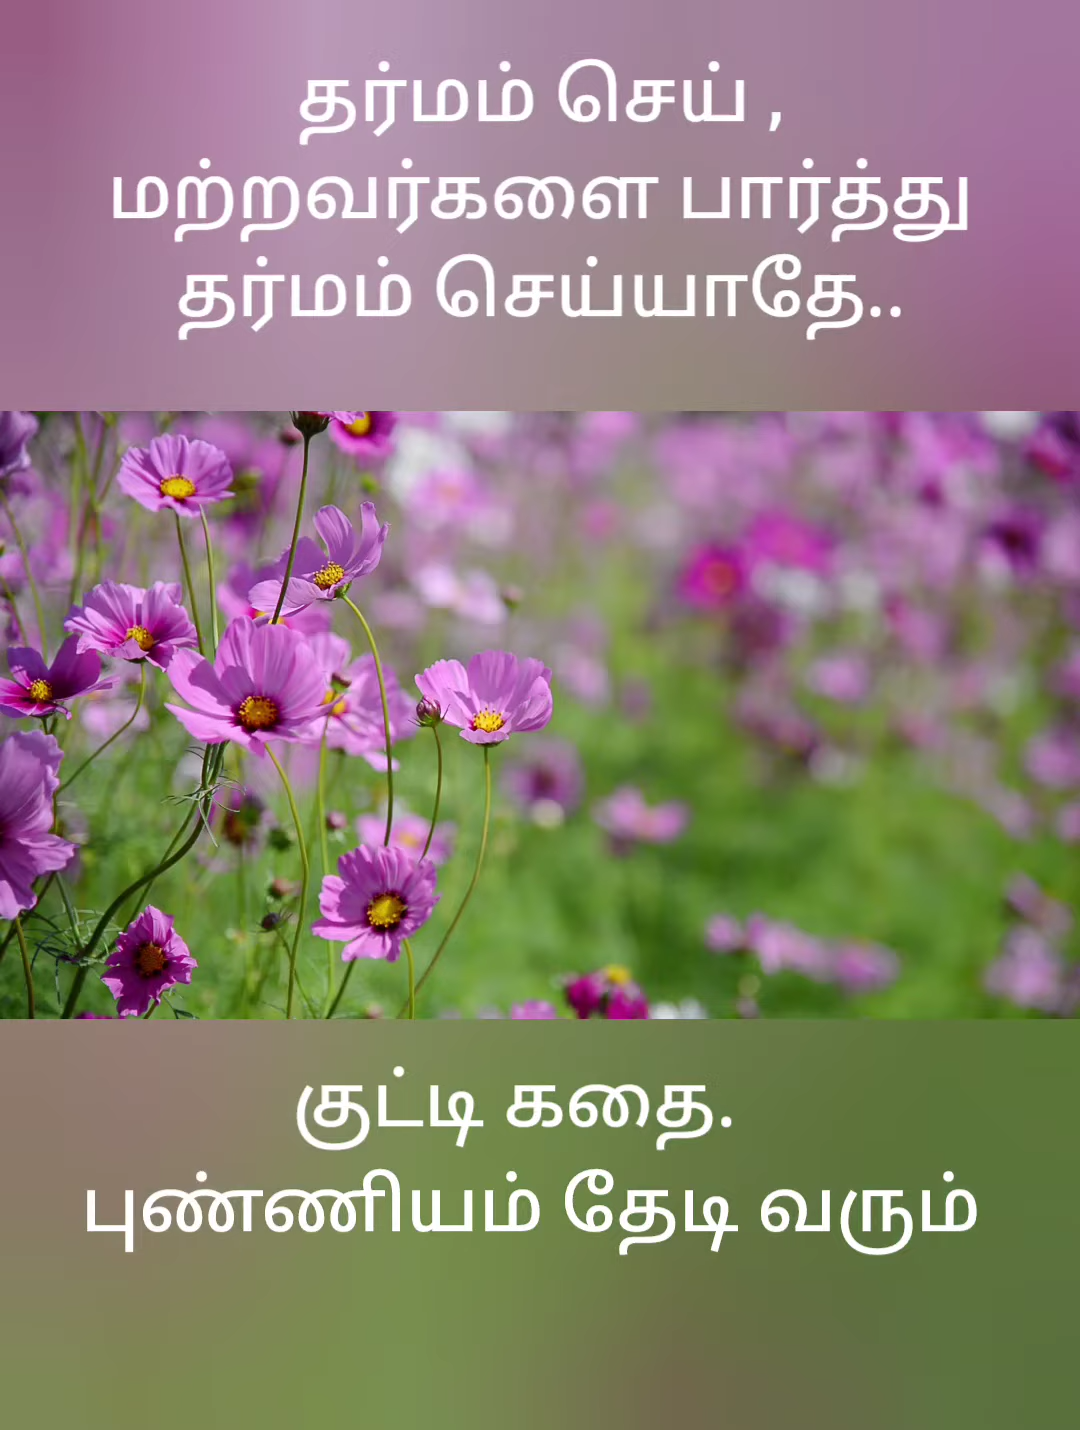 தர்மம் செய் ,
மற்றவர்களை பார்த்து
தர்மம் செய்யாதே..
குட்டி கதை.
புண்ணியம் தேடி வரும்